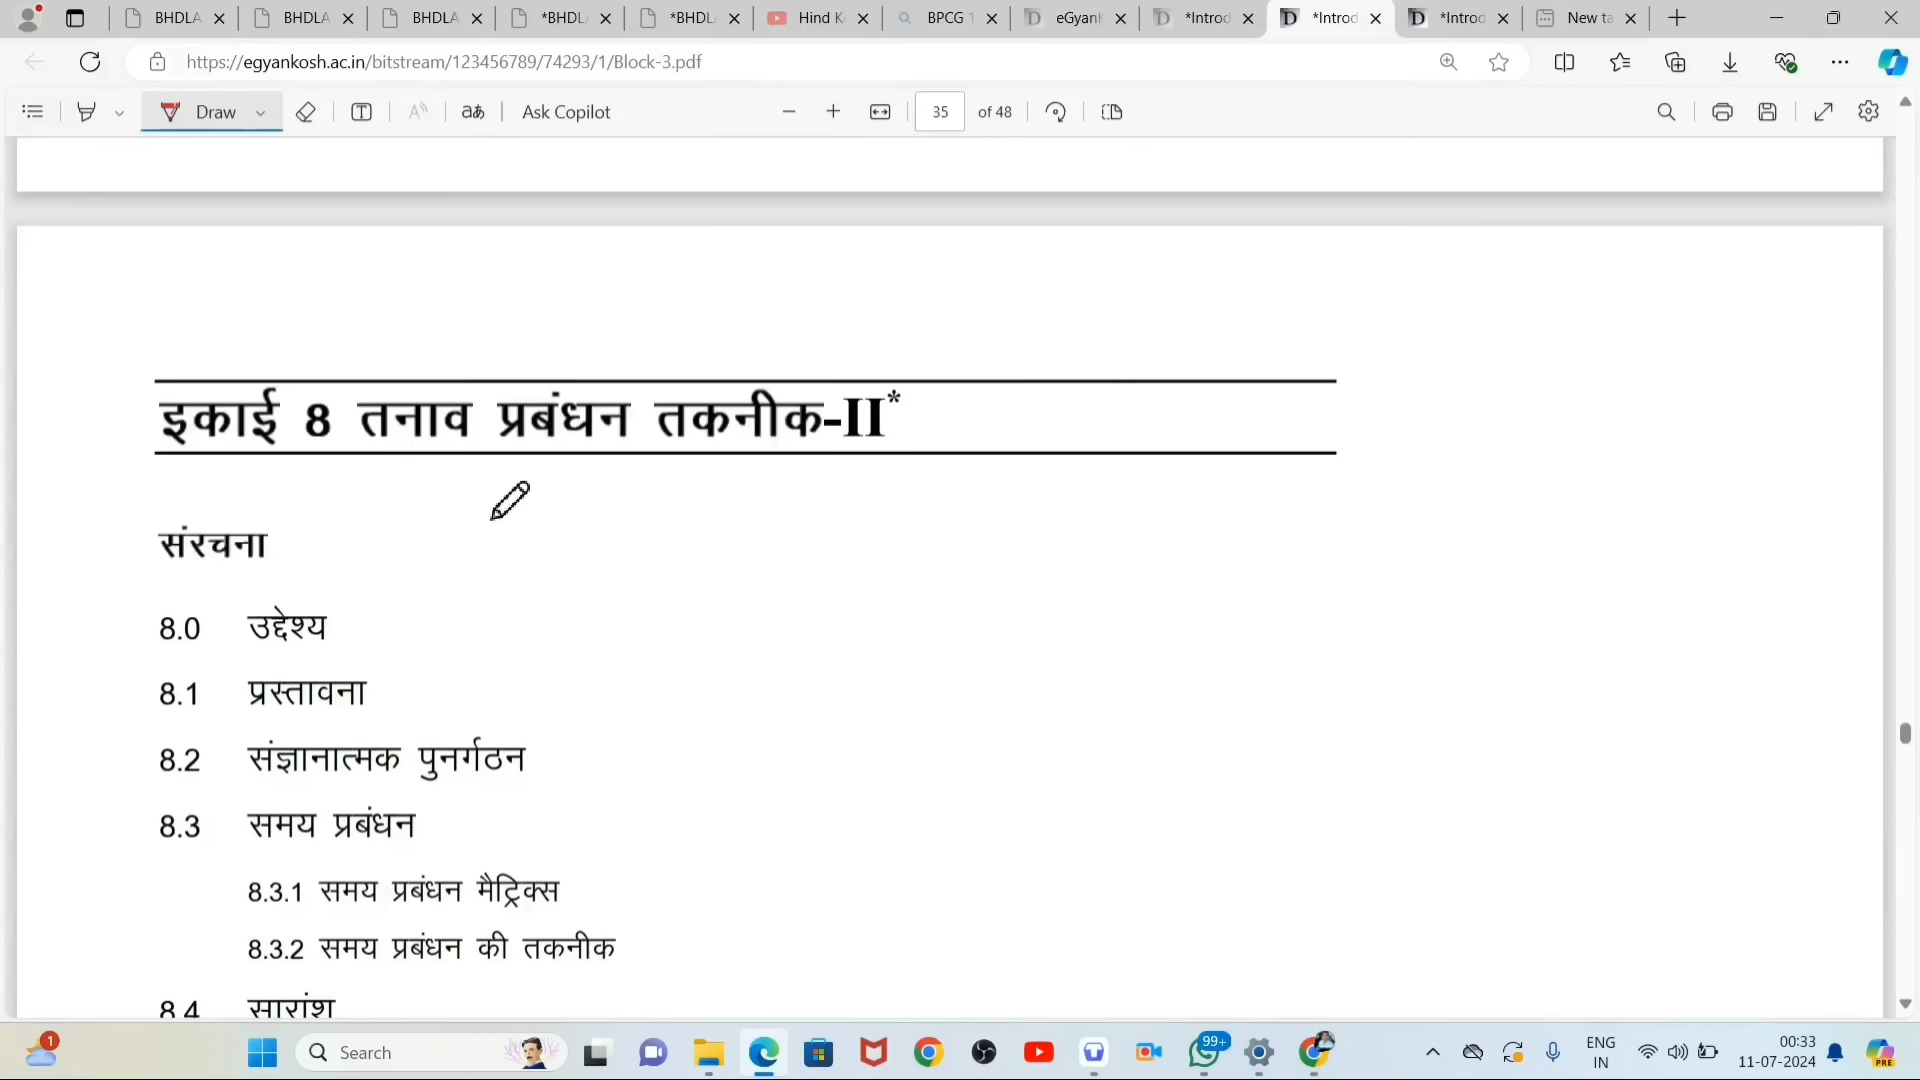 BHDLA BHDLA BHDLA *BHDL *BHDL Hind K BPCG 1 eGyan *Introd *Introd *Introd New ta
https://egyankosh.ac.in/bitstream/123456789/74293/1/Block-3.pdf
Draw T aあ Ask Copilot 35 of 48
इकाई 8 तनाव प्रबंधन तकनीक-II*
संरचना
8.0 उद्देश्य
8.1 प्रस्तावना
8.2 संज्ञानात्मक पुनर्गठन
8.3 समय प्रबंधन
8.3.1 समय प्रबंधन मैट्रिक्स
8.3.2 समय प्रबंधन की तकनीक
8.4 सारांश
1 Search 99+ ENG 00:33
IN 11-07-2024 PRE